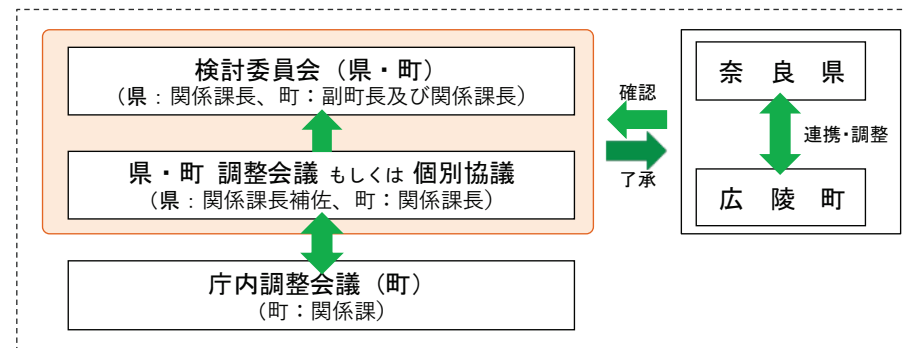 検討委員会（県・町）
（県：関係課長、町：副町長及び関係課長）
県・町 調整会議 もしくは 個別協議
（県：関係課長補佐、町：関係課長）
庁内調整会議（町）
（町：関係課）
確認
了承
奈良県
連携・調整
広陵町